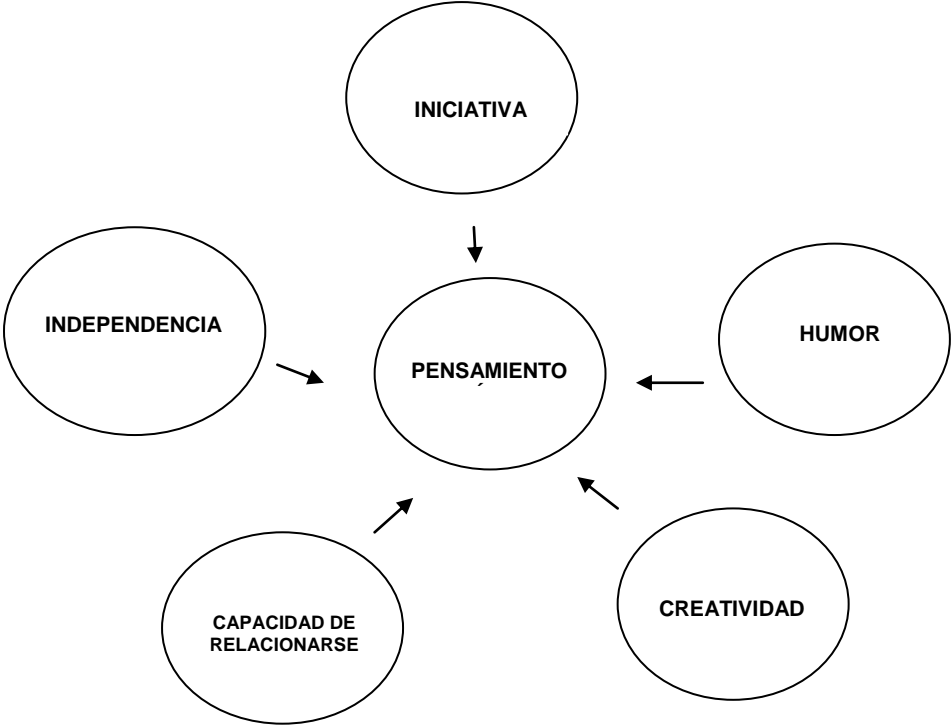 INICIATIVA
INDEPENDENCIA
HUMOR
PENSAMIENTO
CREATIVIDAD
CAPACIDAD DE
RELACIONARSE